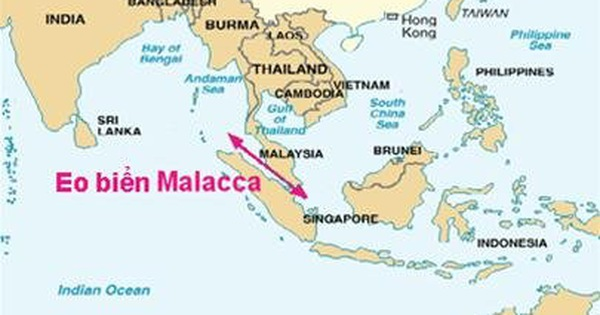 TAIWAN
INDIA
BANGLADESH
Hong
Kong
BURMA
LAOS
Philippine
Sea
Bay of
Bengal
THAILAND
PHILIPPINES
Andaman
Sea
VIETNAM
CAMBODIA
SRI
LANKA
South
China
Sea
Gulf
of
Thailand
MALAYSIA
BRUNEI
Eo biển Malacca
SINGAPORE
INDONESIA
Indian Ocean